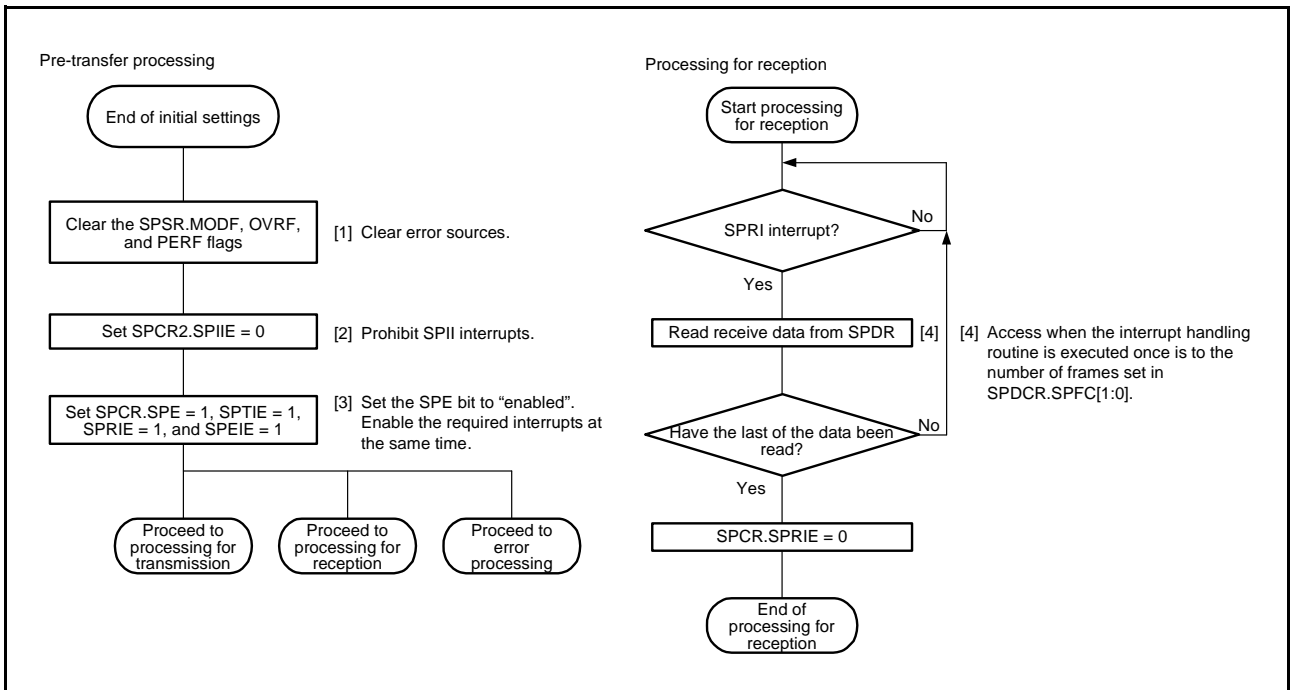 Pre-transfer processing
End of initial settings
Clear the SPSR.MODF, OVRF,
and PERF flags
[1] Clear error sources.
Set SPCR2.SPIIE = 0
[2] Prohibit SPII interrupts.
Set SPCR.SPE = 1, SPTIE = 1,
SPRIE = 1, and SPEIE = 1
[3] Set the SPE bit to “enabled”.
Enable the required interrupts at
the same time.
Proceed to
processing for
transmission
Proceed to
processing for
reception
Proceed to
error
processing
Processing for reception
Start processing
for reception
SPRI interrupt?
No
Yes
Read receive data from SPDR
[4]
[4] Access when the interrupt handling
routine is executed once is to the
number of frames set in
SPDCR.SPFC[1:0].
Have the last of the data been
read?
No
Yes
SPCR.SPRIE = 0
End of
processing for
reception